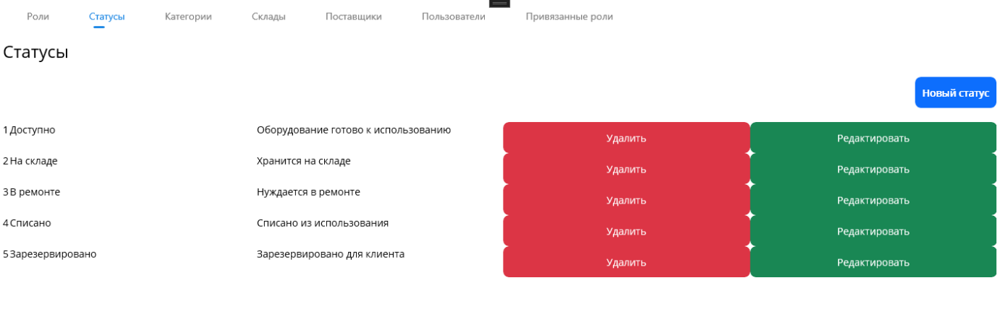 Роли Статусы Категории Склады Поставщики Пользователи Привязанные роли
Статусы
Новый статус
1 Доступно Оборудование готово к использованию Удалить Редактировать
2 На складе Хранится на складе Удалить Редактировать
3 В ремонте Нуждается в ремонте Удалить Редактировать
4 Списано Списано из использования Удалить Редактировать
5 Зарезервировано Зарезервировано для клиента Удалить Редактировать